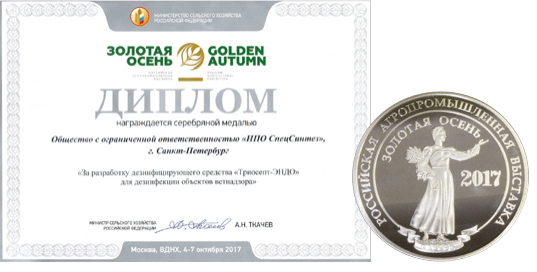 МИНИСТЕРСТВО СЕЛЬСКОГО ХОЗЯЙСТВА
РОССИЙСКОЙ ФЕДЕРАЦИИ
ЗОЛОТАЯ ОСЕНЬ
GOLDEN AUTUMN
ДИПЛОМ
награждается серебряной медалью
Общество с ограниченной ответственностью «НПО СпецСинтез»,
г. Санкт-Петербург
«За разработку дезинфицирующего средства «Триосепт-ЭНДО»
для дезинфекции объектов ветнадзора»
МИНИСТР СЕЛЬСКОГО ХОЗЯЙСТВА
РОССИЙСКОЙ ФЕДЕРАЦИИ
А.Н. ТКАЧЁВ
Москва, ВДНХ, 4-7 октября 2017
РОССИЙСКАЯ АГРОПРОМЫШЛЕННАЯ ВЫСТАВКА
ЗОЛОТАЯ ОСЕНЬ
2017